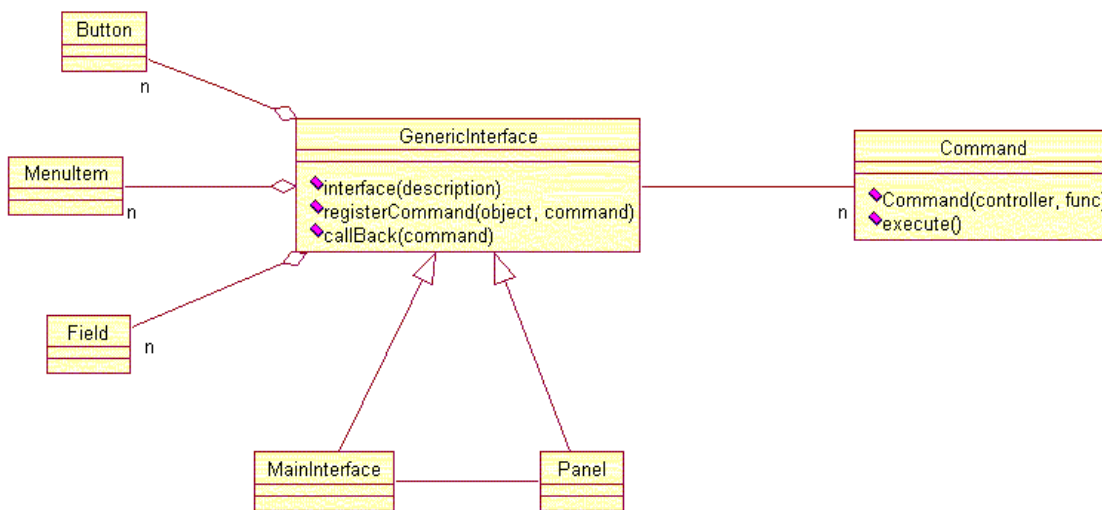 Button
n
GenericInterface
interface(description)
registerCommand(object, command)
callBack(command)
Command
Command(controller, func)
execute()
n
MenuItem
n
Field
n
MainInterface
Panel